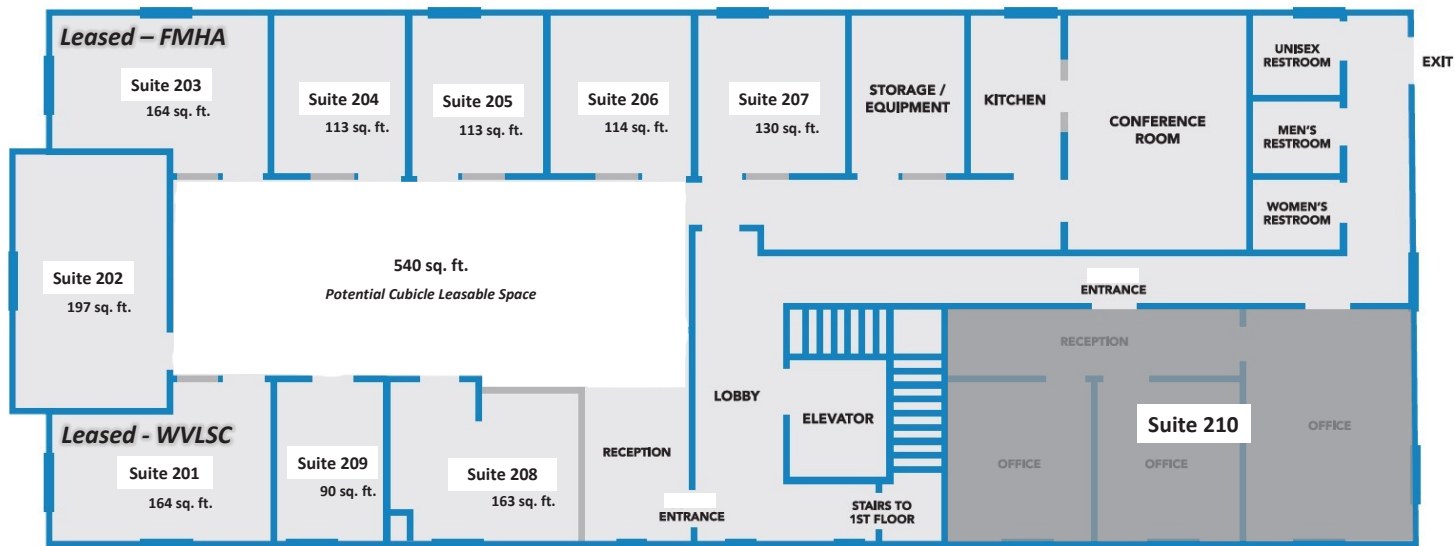 Leased – FMHA
Suite 203
164 sq. ft.
Suite 204
113 sq. ft.
Suite 205
113 sq. ft.
Suite 206
114 sq. ft.
Suite 207
130 sq. ft.
STORAGE /
EQUIPMENT
KITCHEN
CONFERENCE
ROOM
UNISEX
RESTROOM
EXIT
MEN'S
RESTROOM
WOMEN'S
RESTROOM
Suite 202
197 sq. ft.
540 sq. ft.
Potential Cubicle Leasable Space
ENTRANCE
RECEPTION
LOBBY
ELEVATOR
Suite 210
OFFICE
OFFICE
OFFICE
Leased - WVLSC
Suite 201
164 sq. ft.
Suite 209
90 sq. ft.
Suite 208
163 sq. ft.
RECEPTION
ENTRANCE
STAIRS TO
1ST FLOOR